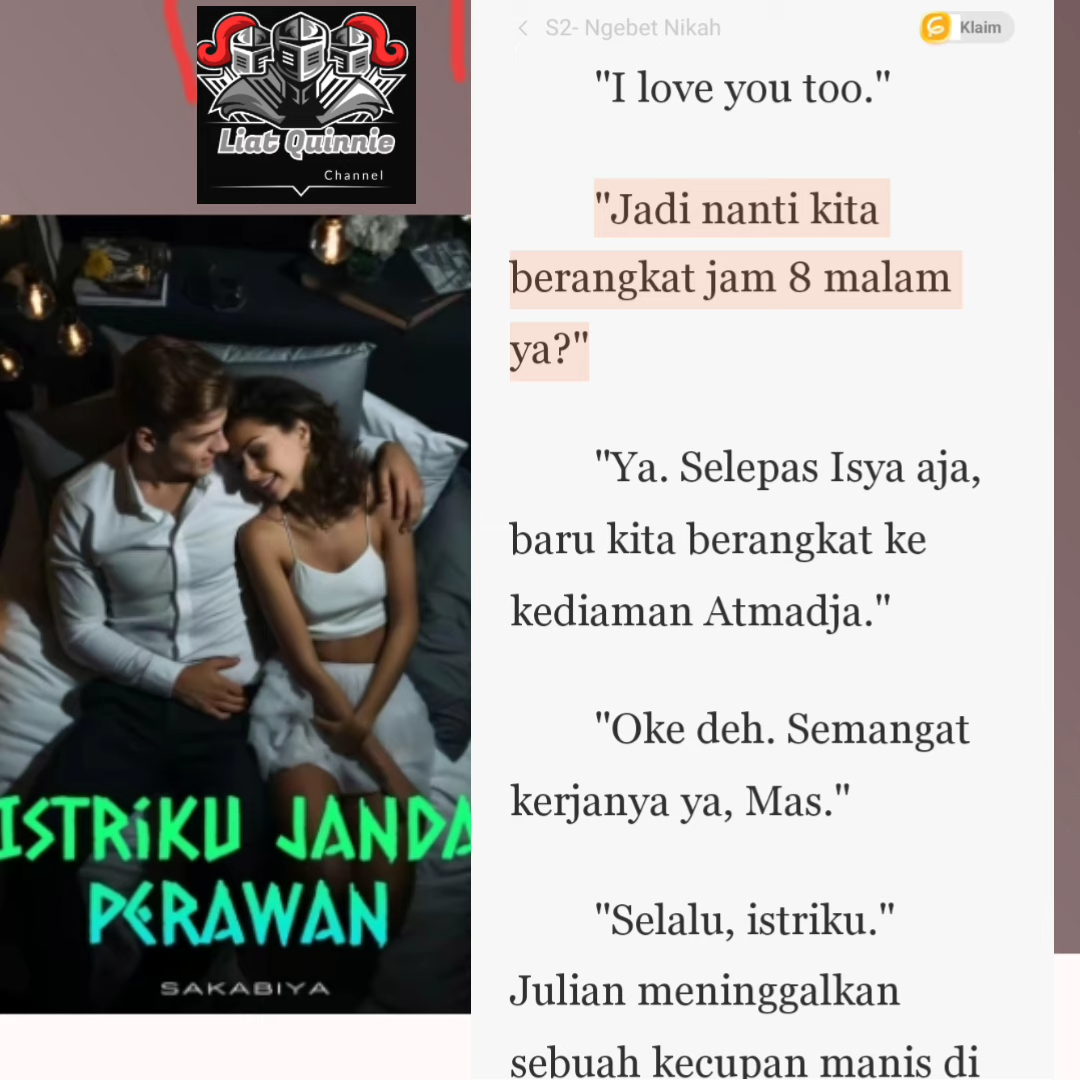 Liat Quinnie
Channel
ISTRIKU JANDA
PERAWAN
SAKABIYA
S2- Ngebet Nikah
Klaim
"I love you too."
"Jadi nanti kita
berangkat jam 8 malam
ya?"
"Ya. Selepas Isya aja,
baru kita berangkat ke
kediaman Atmadja."
"Oke deh. Semangat
kerjanya ya, Mas."
"Selalu, istriku."
Julian meninggalkan
sebuah kecupan manis di